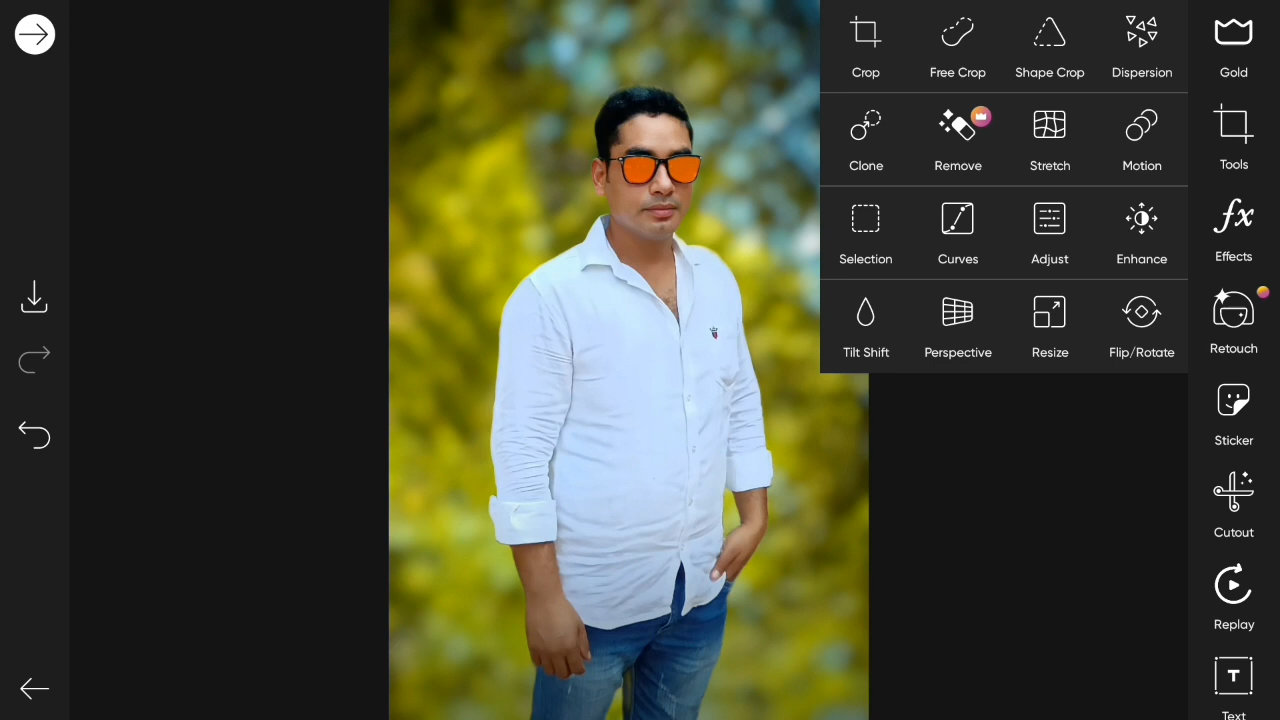 Crop Free Crop Shape Crop Dispersion
Clone Remove Stretch Motion
Selection Curves Adjust Enhance
Tilt Shift Perspective Resize Flip/Rotate
Gold
Tools
fx
Effects
Retouch
Sticker
Cutout
Replay
T
Text